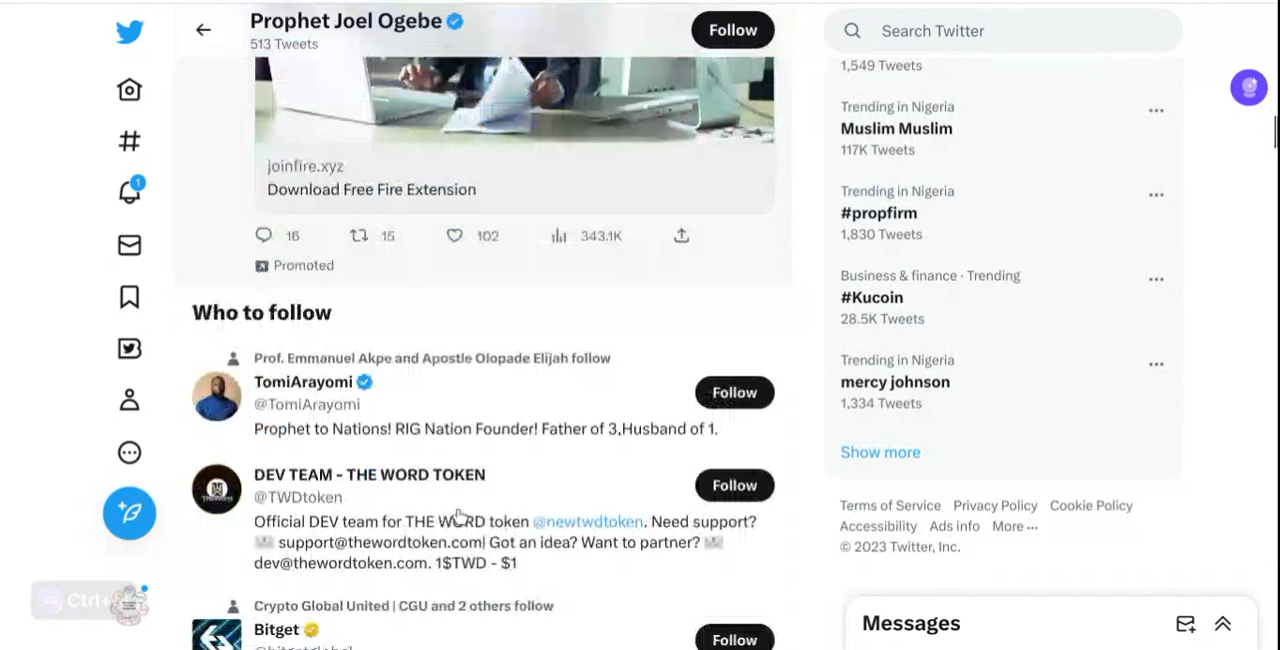 Prophet Joel Ogebe
513 Tweets
Follow
joinfire.xyz
Download Free Fire Extension
16 15 102 343.1K
Promoted
Who to follow
Prof. Emmanuel Akpe and Apostle Olopade Elijah follow
TomiArayomi
@TomiArayomi
Follow
Prophet to Nations! RIG Nation Founder! Father of 3,Husband of 1.
DEV TEAM - THE WORD TOKEN
@TWDtoken
Follow
Official DEV team for THE WORD token @newtwdtoken. Need support?
support@thewordtoken.com| Got an idea? Want to partner?
dev@thewordtoken.com. 1$TWD - $1
Crypto Global United | CGU and 2 others follow
Bitget
Follow
Search Twitter
1,549 Tweets
Trending in Nigeria
Muslim Muslim
117K Tweets
Trending in Nigeria
#propfirm
1,830 Tweets
Business & finance · Trending
#Kucoin
28.5K Tweets
Trending in Nigeria
mercy johnson
1,334 Tweets
Show more
Terms of Service Privacy Policy Cookie Policy
Accessibility Ads info More ···
© 2023 Twitter, Inc.
Messages
1
Ctrl+